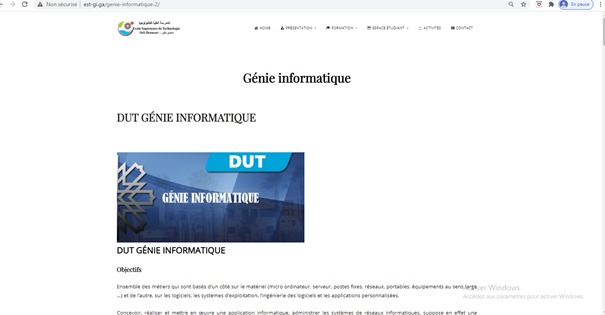 Non sécurisé | est-gi.ga/genie-informatique-2/
En pause
المدرسة العليا للتكنولوجيا
Ecole Supérieure de Technologie
HOME PRÉSENTATION FORMATION ESPACE ETUDIANT ACTIVITÉS CONTACT
Génie informatique
DUT GÉNIE INFORMATIQUE
DUT
GÉNIE INFORMATIQUE
DUT GÉNIE INFORMATIQUE
Objectifs
Ensemble des métiers qui sont basés d'un côté sur le matériel (micro ordinateur, serveur, postes fixes, réseaux, portables, équipements au sens large
...) et de l'autre, sur les logiciels, les systèmes d'exploitation, l'ingénierie des logiciels et les applications personnalisées.
Activer Windows
Accédez aux paramètres pour activer Windows.
Concevoir, réaliser et mettre en œuvre une application informatique, administrer les systèmes de réseaux informatiques, suppose en effet une